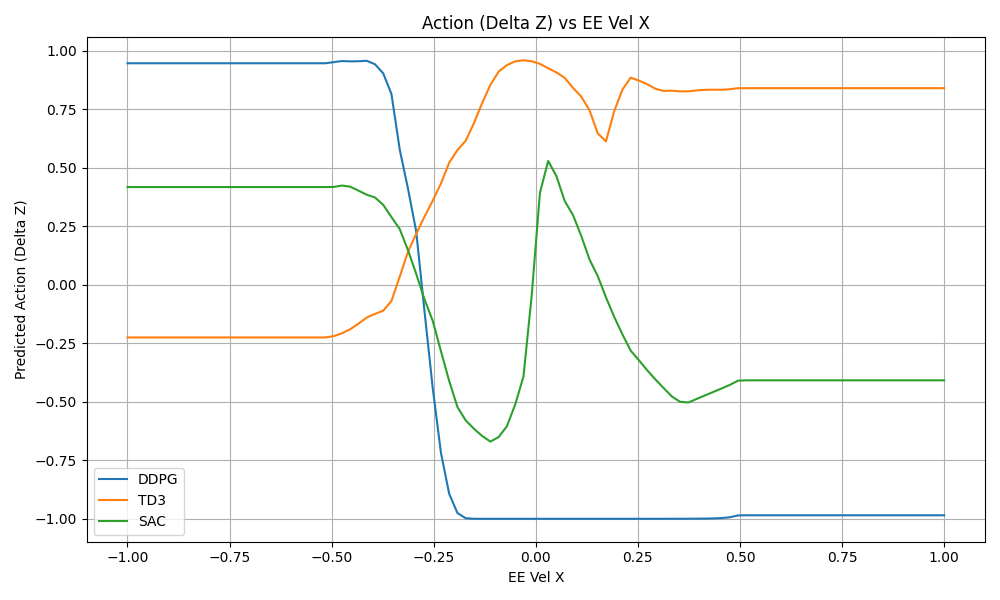 Action (Delta Z) vs EE Vel X
Predicted Action (Delta Z)
1.00
0.75
0.50
0.25
0.00
−0.25
−0.50
−0.75
−1.00
DDPG
TD3
SAC
−1.00 −0.75 −0.50 −0.25 0.00 0.25 0.50 0.75 1.00
EE Vel X